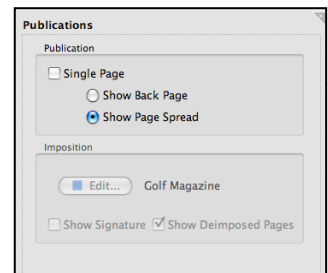 Publications
Publication
Single Page
Show Back Page
Show Page Spread
Imposition
Edit... Golf Magazine
Show Signature Show Deimposed Pages